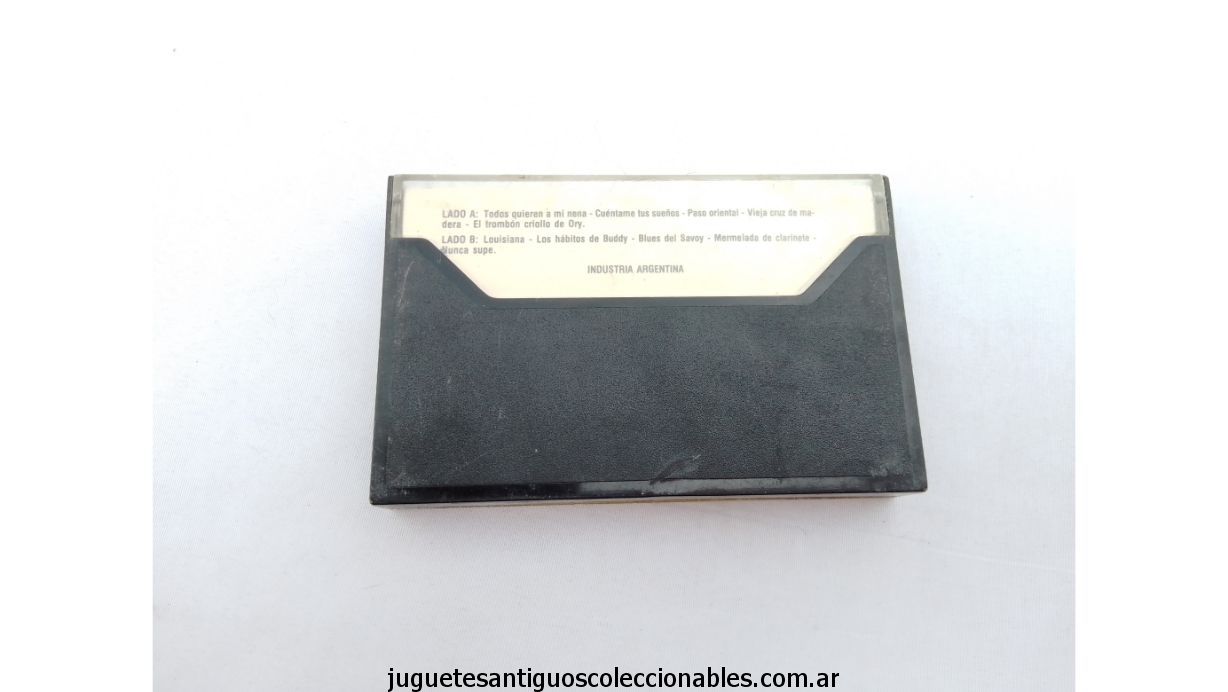 LADO A: Todos quieren a mi nena - Cuéntame tus sueños - Paso oriental - Vieja cruz de ma-
dera - El trombón criollo de Ory.
LADO B: Louisiana - Los hábitos de Buddy - Blues del Savoy - Mermelada de clarinete -
Nunca supe.
INDUSTRIA ARGENTINA
juguetesantiguoscoleccionables.com.ar